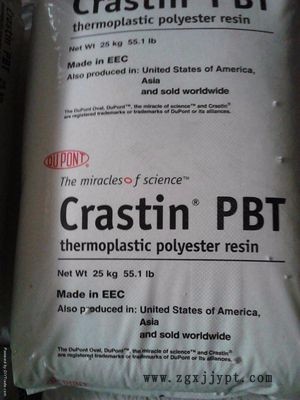 Crastin® PBT
thermoplastic polyester resin
Net Wt 25 kg 55.1 lb
Made in EEC
Also produced in: United States of America,
Asia
and sold worldwide
The DuPont Oval, DuPont™, the miracle of science™ and Crastin®
are registered trademarks or trademarks of DuPont or its alliances.
DUPONT
The miracles of science™
Crastin® PBT
thermoplastic polyester resin
Net Wt 25 kg 55.1 lb
Made in EEC
Also produced in: United States of America,
Asia
and sold worldwide
The DuPont Oval, DuPont™, the miracle of science™ and Crastin®
are registered trademarks or trademarks of DuPont or its alliances.
www.zgxjjypt.com